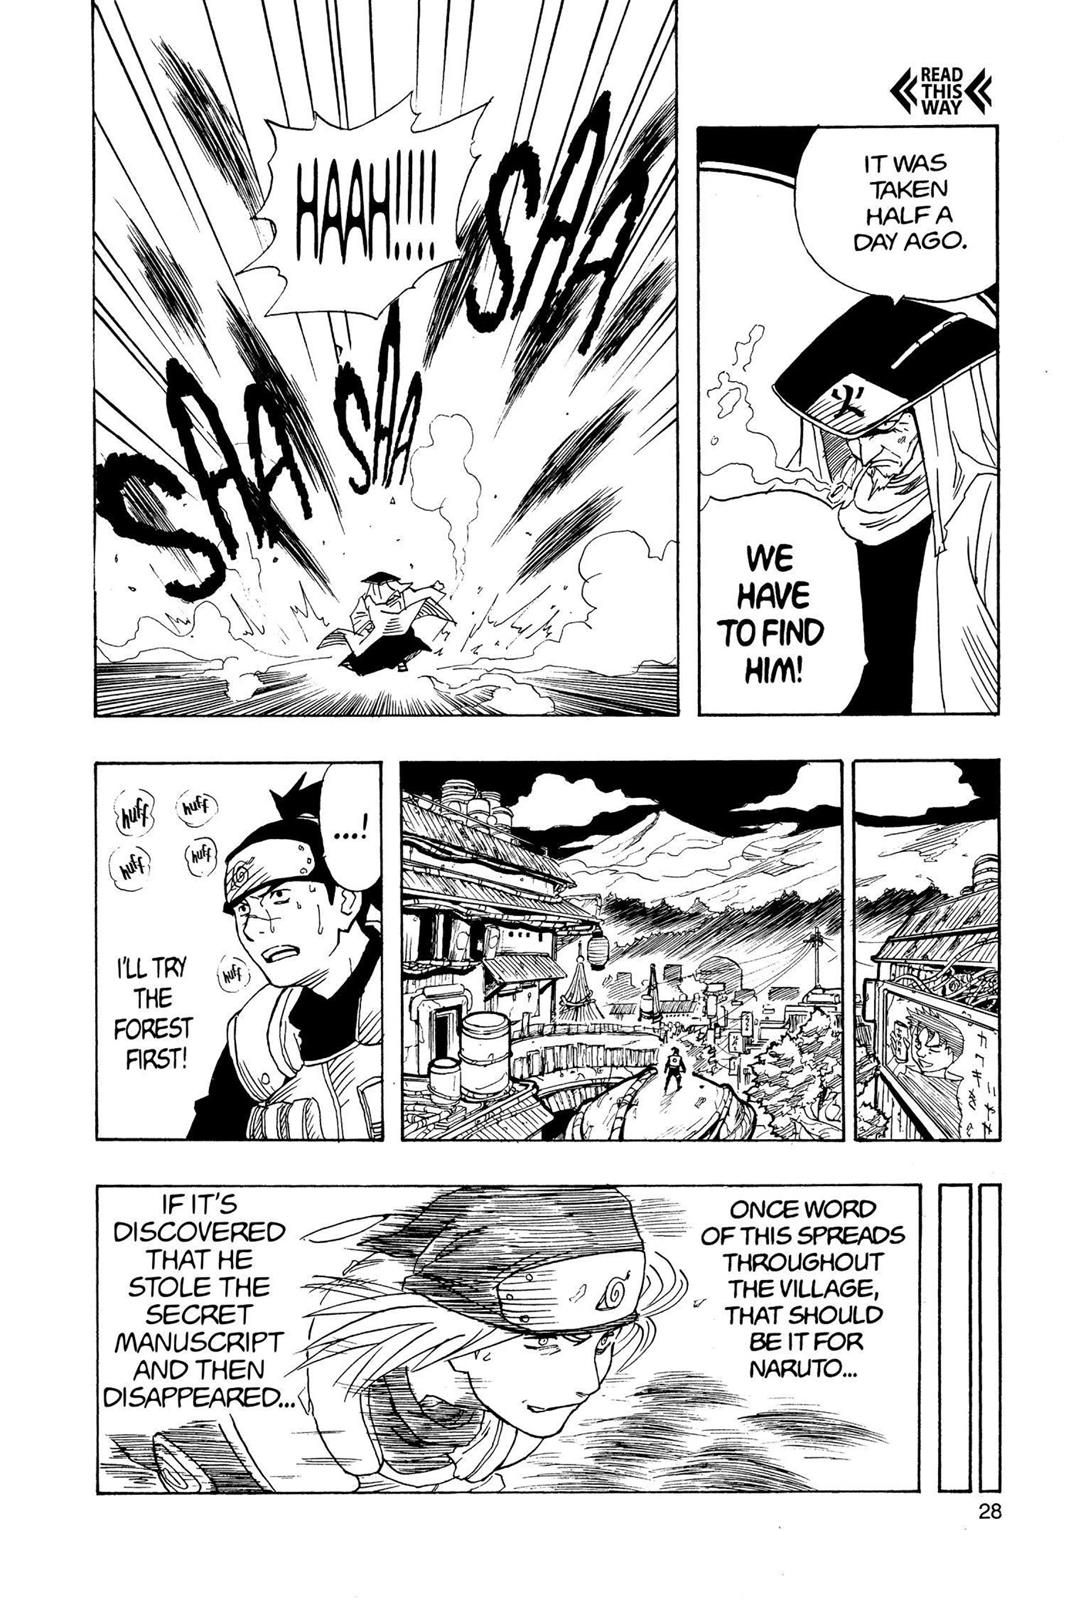 READ
THIS
WAY
IT WAS
TAKEN
HALF A
DAY AGO.
火
WE
HAVE
TO FIND
HIM!
HAAH!!!!
SAA
SAA
SAA
...!
huff
huff
huff
huff
huff
I'LL TRY
THE
FOREST
FIRST!
ONCE WORD
OF THIS SPREADS
THROUGHOUT
THE VILLAGE,
THAT SHOULD
BE IT FOR
NARUTO...
IF IT'S
DISCOVERED
THAT HE
STOLE THE
SECRET
MANUSCRIPT
AND THEN
DISAPPEARED...
28